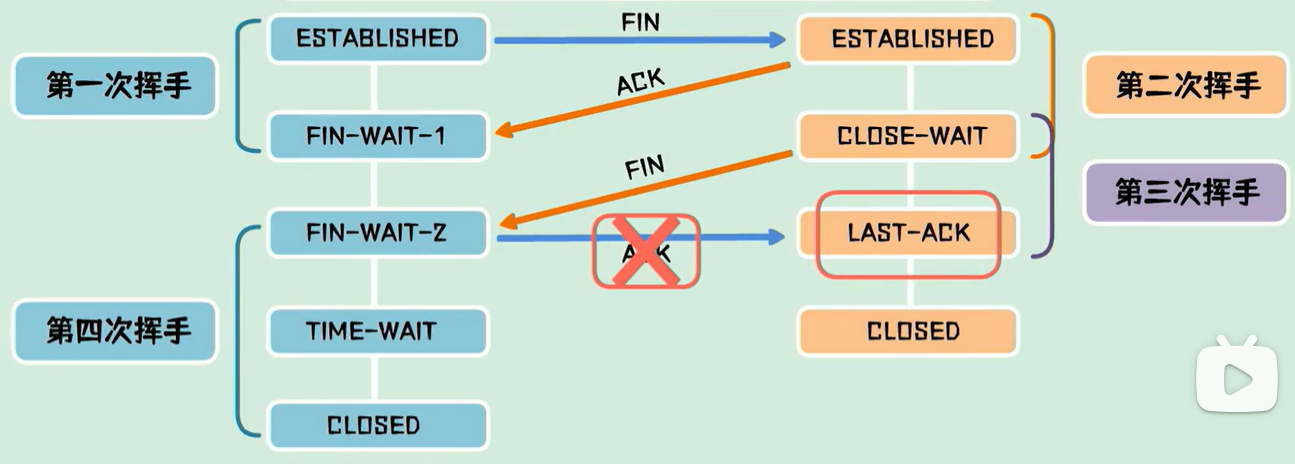 FIN
ESTABLISHED
ESTABLISHED
第一次挥手
ACK
第二次挥手
FIN-WAIT-1
CLOSE-WAIT
FIN
第三次挥手
FIN-WAIT-2
ACK
LAST-ACK
第四次挥手
TIME-WAIT
CLOSED
CLOSED